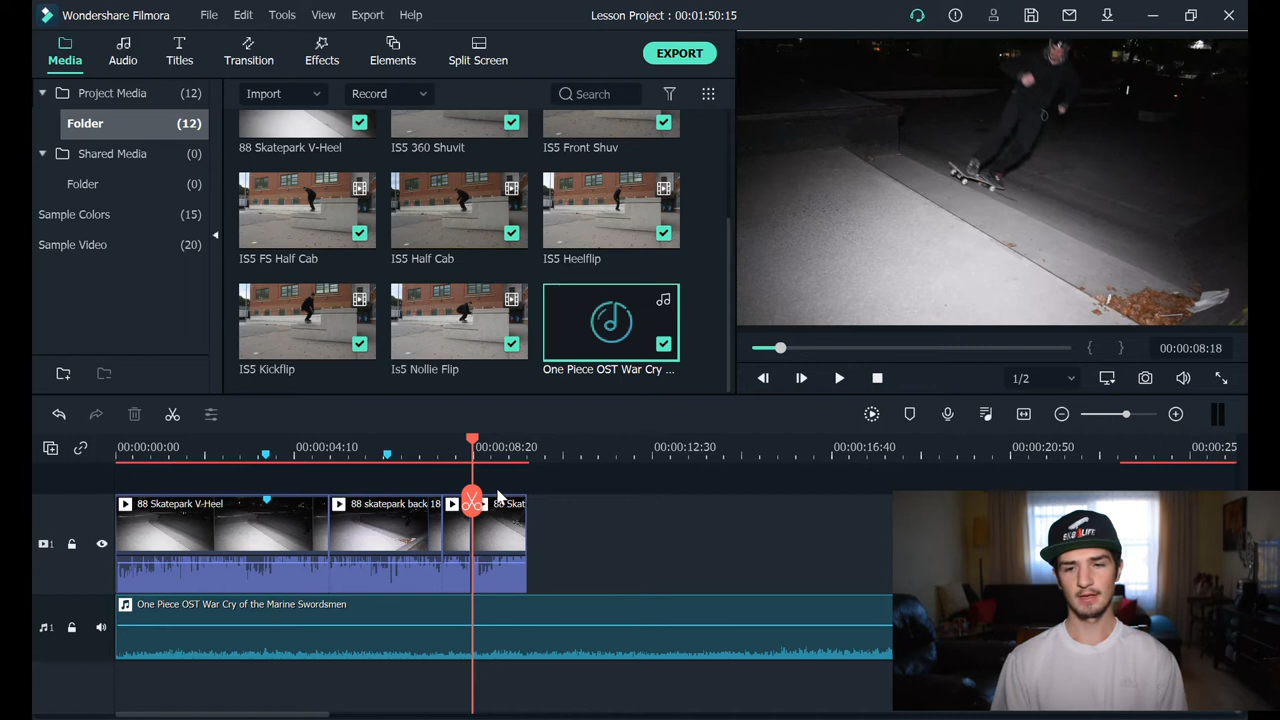 Wondershare Filmora
File
Edit
Tools
View
Export
Help
Lesson Project : 00:01:50:15
Media
Audio
Titles
Transition
Effects
Elements
Split Screen
EXPORT
Project Media (12)
Folder (12)
Shared Media (0)
Folder (0)
Sample Colors (15)
Sample Video (20)
Import
Record
Search
88 Skatepark V-Heel
IS5 360 Shuvit
IS5 Front Shuv
IS5 FS Half Cab
IS5 Half Cab
IS5 Heelflip
IS5 Kickflip
Is5 Nollie Flip
One Piece OST War Cry ...
{ } 00:00:08:18
1/2
00:00:00:00
00:00:04:10
00:00:08:20
00:00:12:30
00:00:16:40
00:00:20:50
00:00:25
88 Skatepark V-Heel
88 skatepark back 18
88 Skat
1
One Piece OST War Cry of the Marine Swordsmen
1